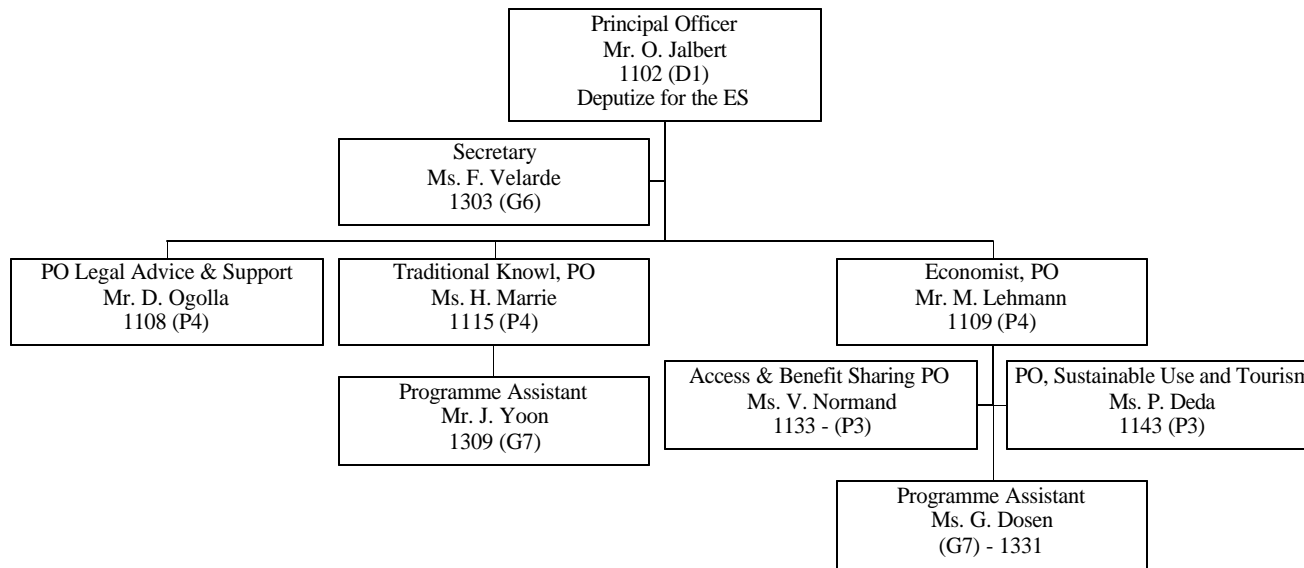 Principal Officer
Mr. O. Jalbert
1102 (D1)
Deputize for the ES
Secretary
Ms. F. Velarde
1303 (G6)
PO Legal Advice & Support
Mr. D. Ogolla
1108 (P4)
Traditional Knowl, PO
Ms. H. Marrie
1115 (P4)
Economist, PO
Mr. M. Lehmann
1109 (P4)
Programme Assistant
Mr. J. Yoon
1309 (G7)
Access & Benefit Sharing PO
Ms. V. Normand
1133 - (P3)
PO, Sustainable Use and Tourism
Ms. P. Deda
1143 (P3)
Programme Assistant
Ms. G. Dosen
(G7) - 1331